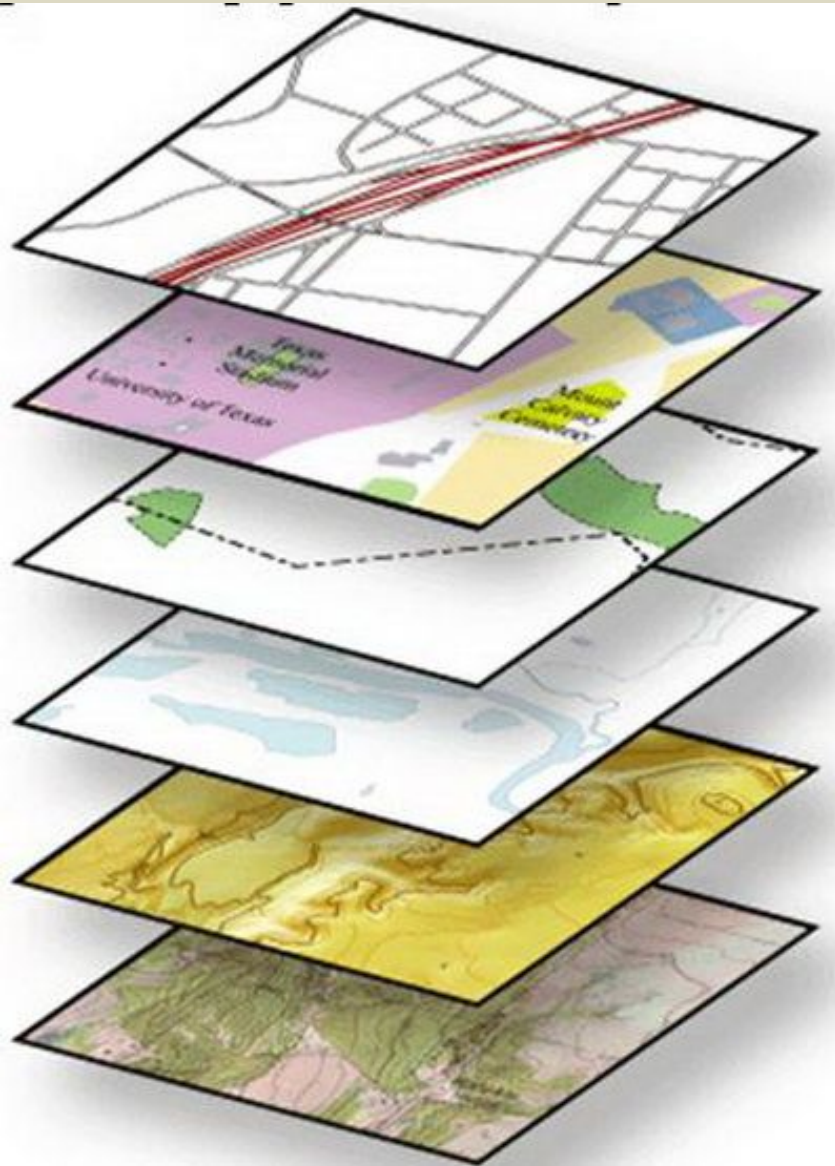 Texas
Memorial
Stadium
University of Texas
Mount
Calvary
Cemetery